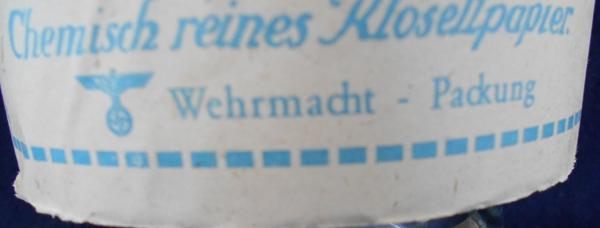 Chemisch reines Klosettpapier.
Wehrmacht - Packung